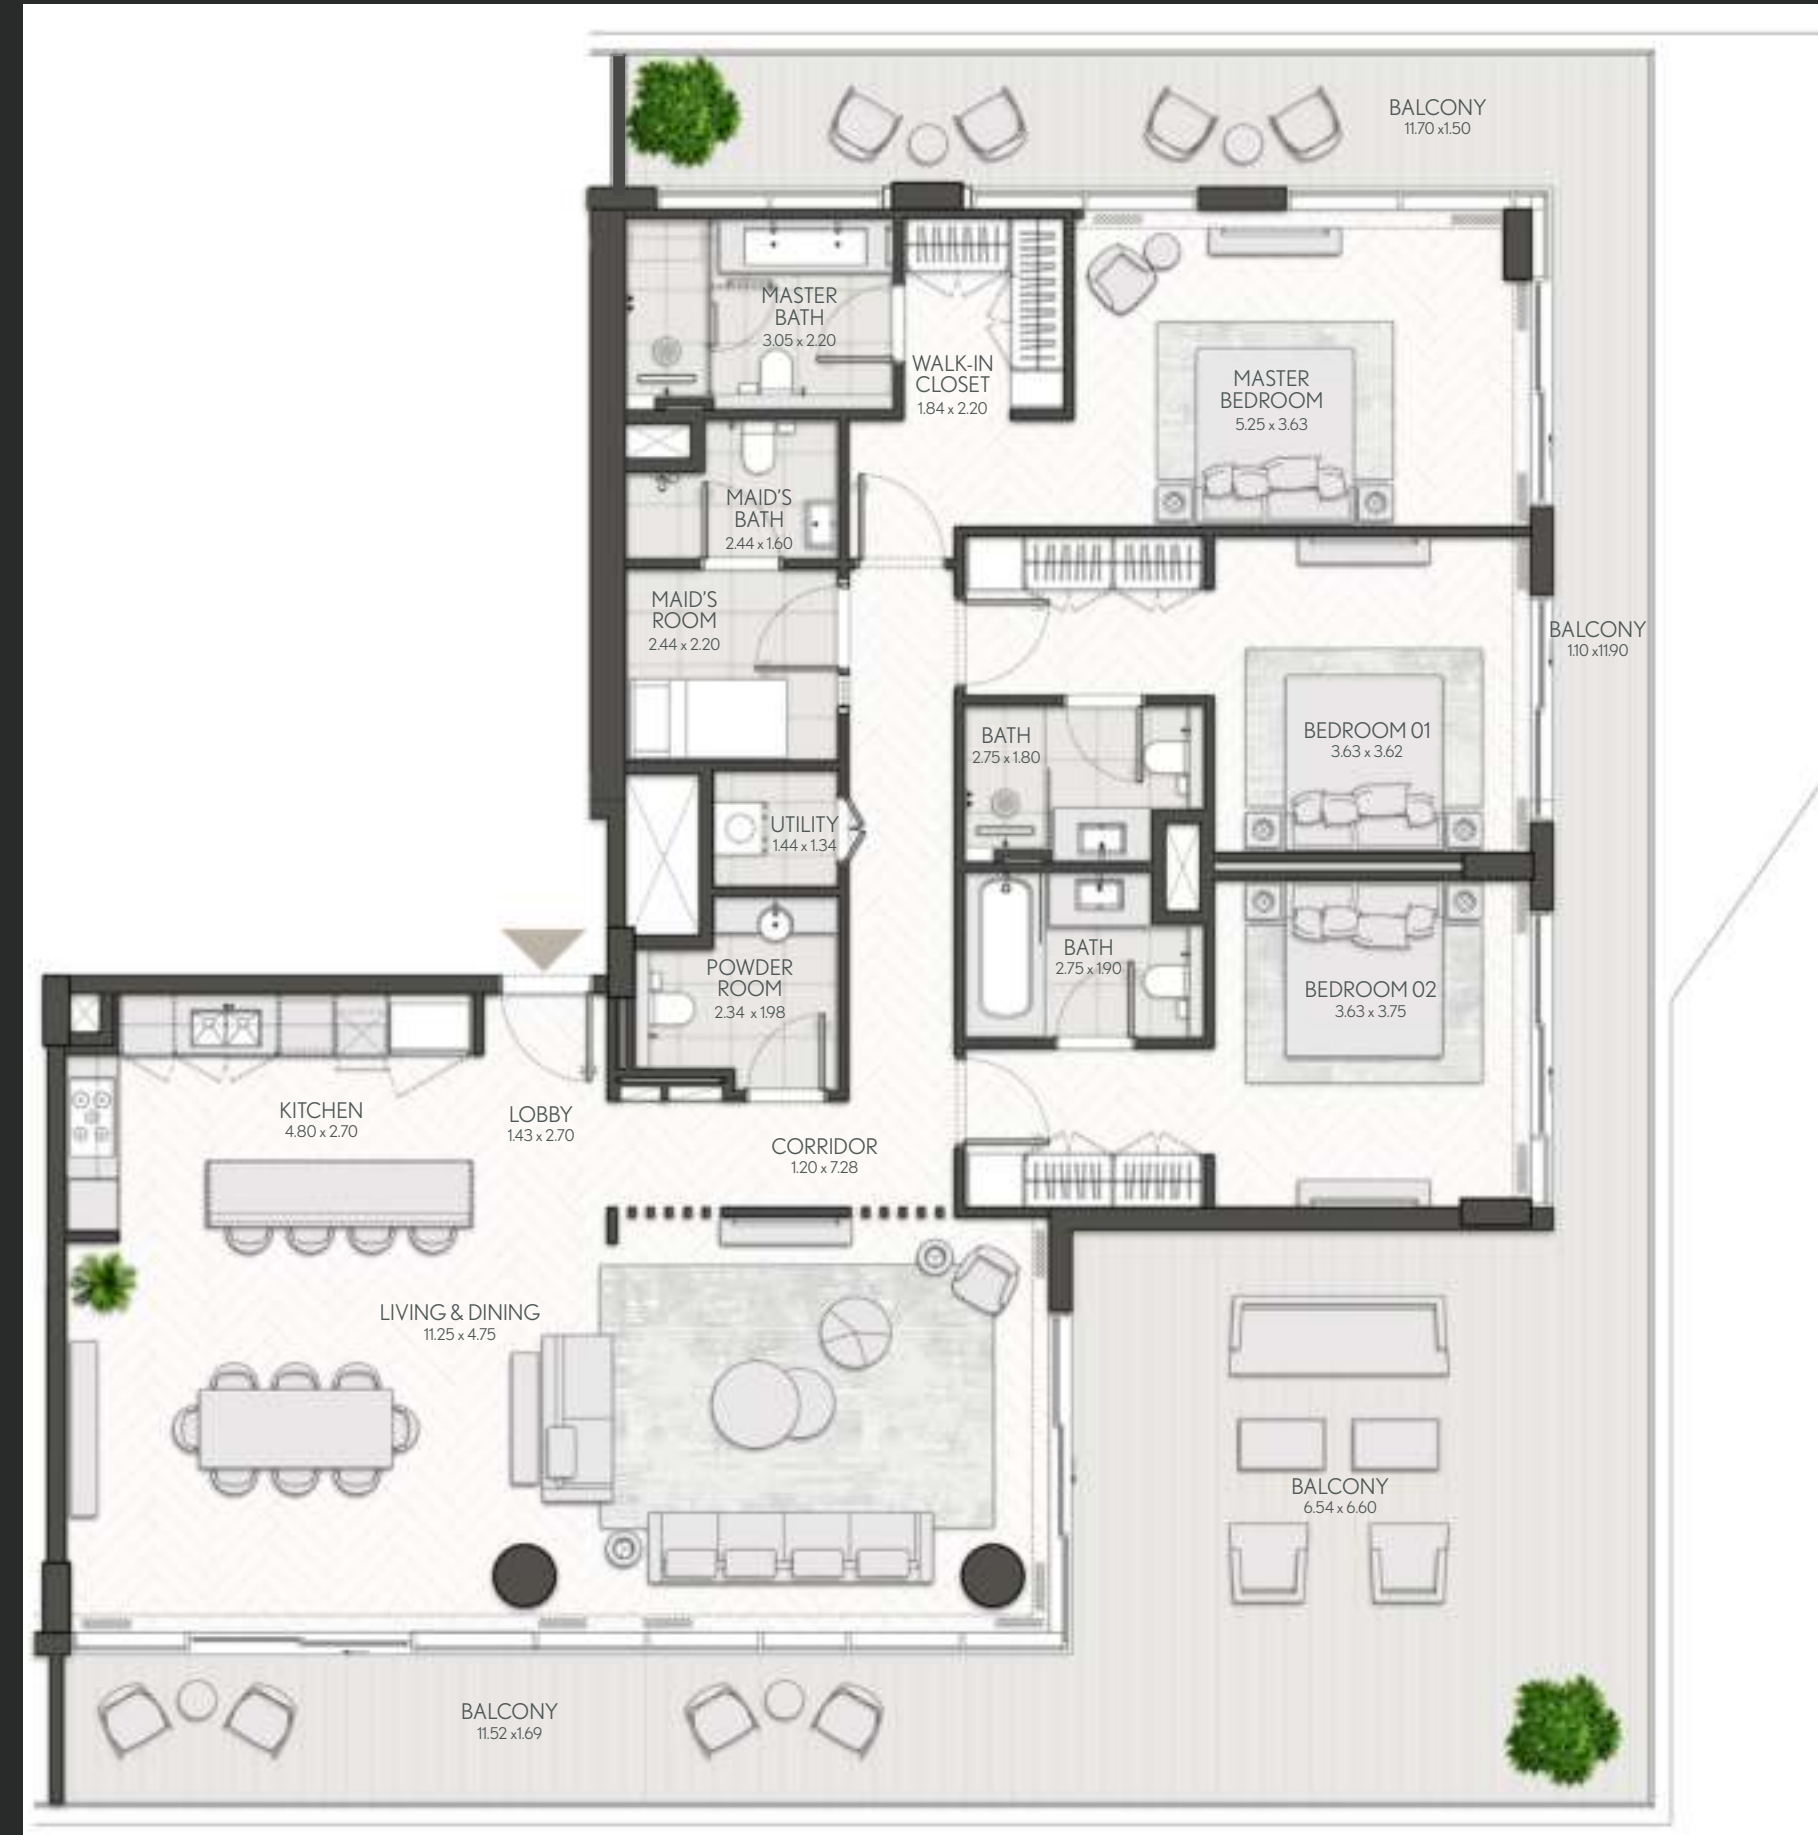 BALCONY
11.70 x1.50
MASTER
BATH
3.05 x 2.20
WALK-IN
CLOSET
1.84 x 2.20
MASTER
BEDROOM
5.25 x 3.63
MAID'S
BATH
2.44 x 1.60
MAID'S
ROOM
2.44 x 2.20
BALCONY
1.10 x11.90
BATH
2.75 x 1.80
BEDROOM 01
3.63 x 3.62
UTILITY
1.44 x 1.34
POWDER
ROOM
2.34 x 1.98
BATH
2.75 x 1.90
BEDROOM 02
3.63 x 3.75
KITCHEN
4.80 x 2.70
LOBBY
1.43 x 2.70
CORRIDOR
1.20 x 7.28
LIVING & DINING
11.25 x 4.75
BALCONY
6.54 x 6.60
BALCONY
11.52 x1.69